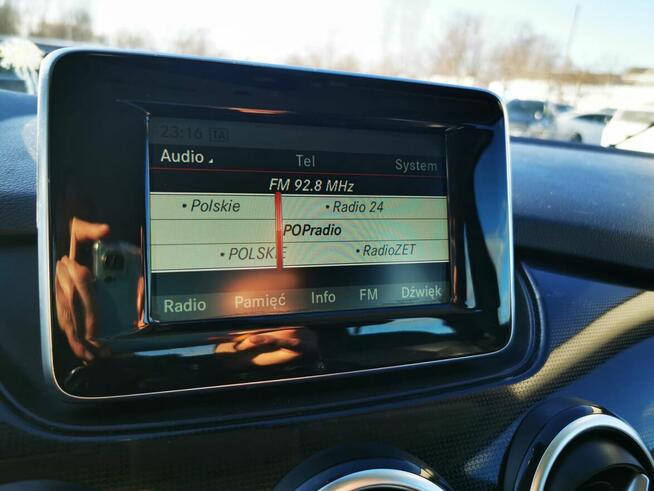 23:16 TA
Audio Tel System
FM 92.8 MHz
• Polskie • Radio 24
POPradio
• POLSKIE • RadioZET
Radio Pamięć Info FM Dźwięk